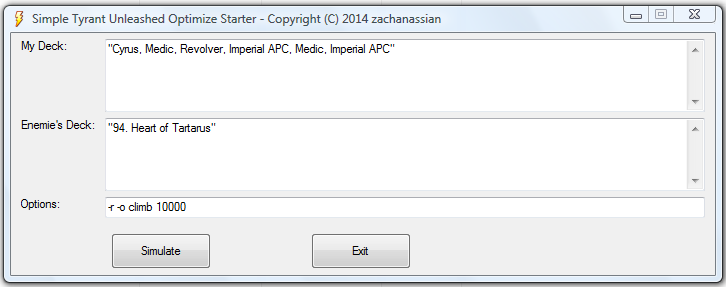 Simple Tyrant Unleashed Optimize Starter - Copyright (C) 2014 zachanassian
My Deck:
"Cyrus, Medic, Revolver, Imperial APC, Medic, Imperial APC"
Enemie's Deck:
"94. Heart of Tartarus"
Options:
-r -o climb 10000
Simulate
Exit